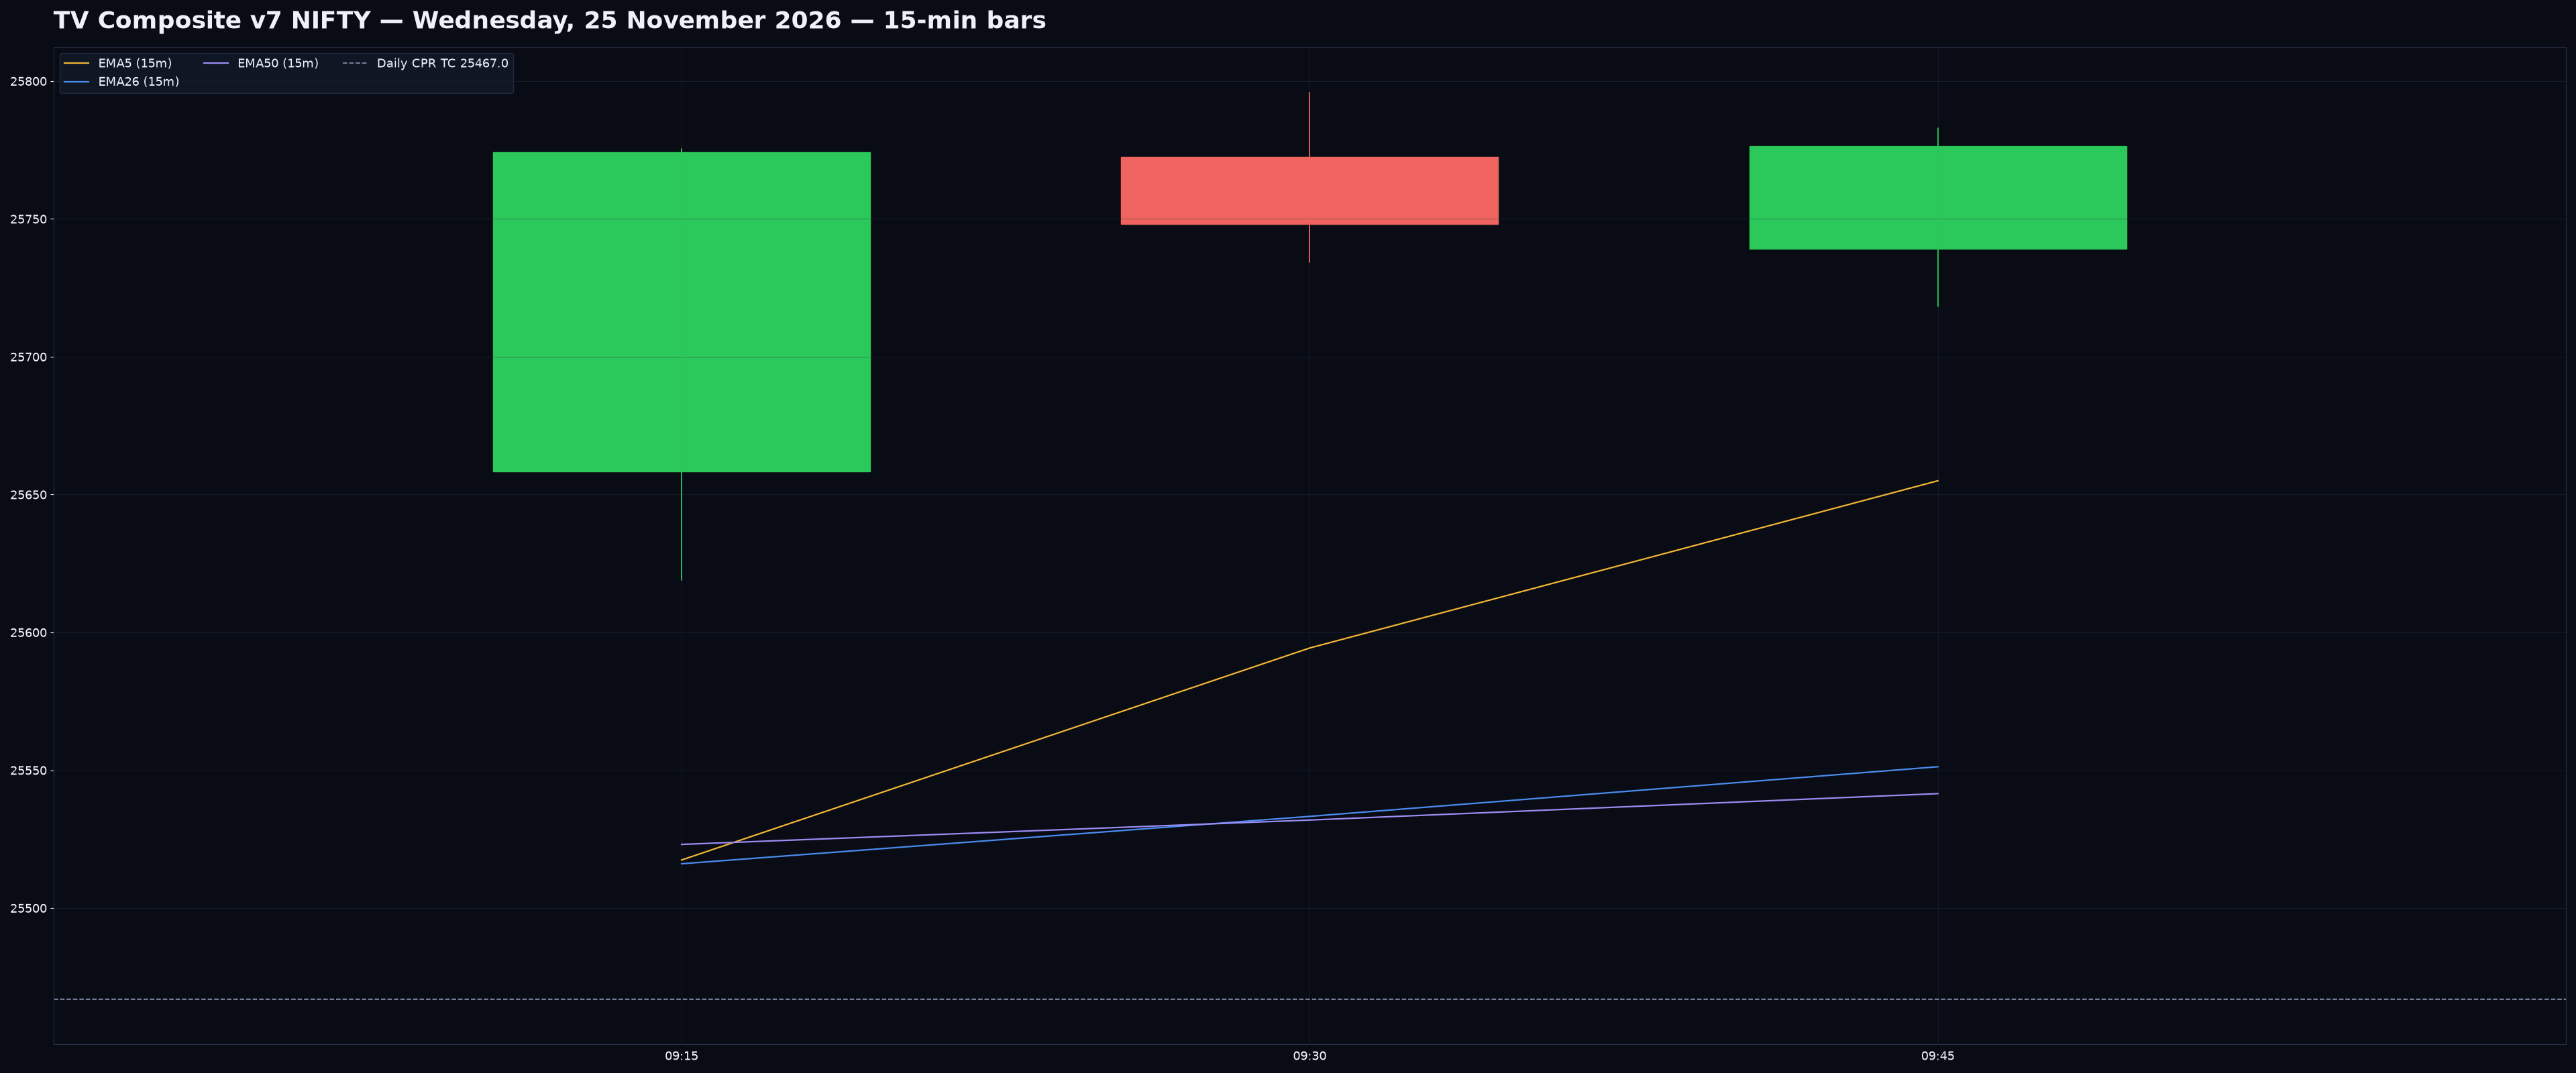 TV Composite v7 NIFTY — Wednesday, 25 November 2026 — 15-min bars
EMA5 (15m) EMA50 (15m) Daily CPR TC 25467.0
EMA26 (15m)
25800
25750
25700
25650
25600
25550
25500
09:15 09:30 09:45